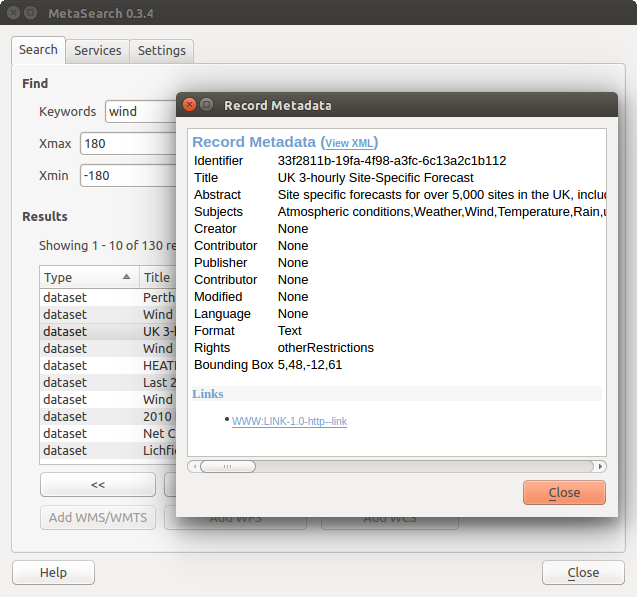 MetaSearch 0.3.4
Search Services Settings
Find
Keywords wind
Xmax 180
Xmin -180
Results
Showing 1 - 10 of 130
Type Title
dataset Perth
dataset Wind
dataset UK 3-
dataset Wind
dataset HEAT
dataset Last 2
dataset Wind
dataset 2010
dataset Net C
dataset Lichfi
<<
Add WMS/WMTS Add WFS Add WCS
Help Close
Record Metadata
Record Metadata (View XML)
Identifier 33f2811b-19fa-4f98-a3fc-6c13a2c1b112
Title UK 3-hourly Site-Specific Forecast
Abstract Site specific forecasts for over 5,000 sites in the UK, includ
Subjects Atmospheric conditions,Weather,Wind,Temperature,Rain,u
Creator None
Contributor None
Publisher None
Contributor None
Modified None
Language None
Format Text
Rights otherRestrictions
Bounding Box 5,48,-12,61
Links
WWW:LINK-1.0-http--link
Close